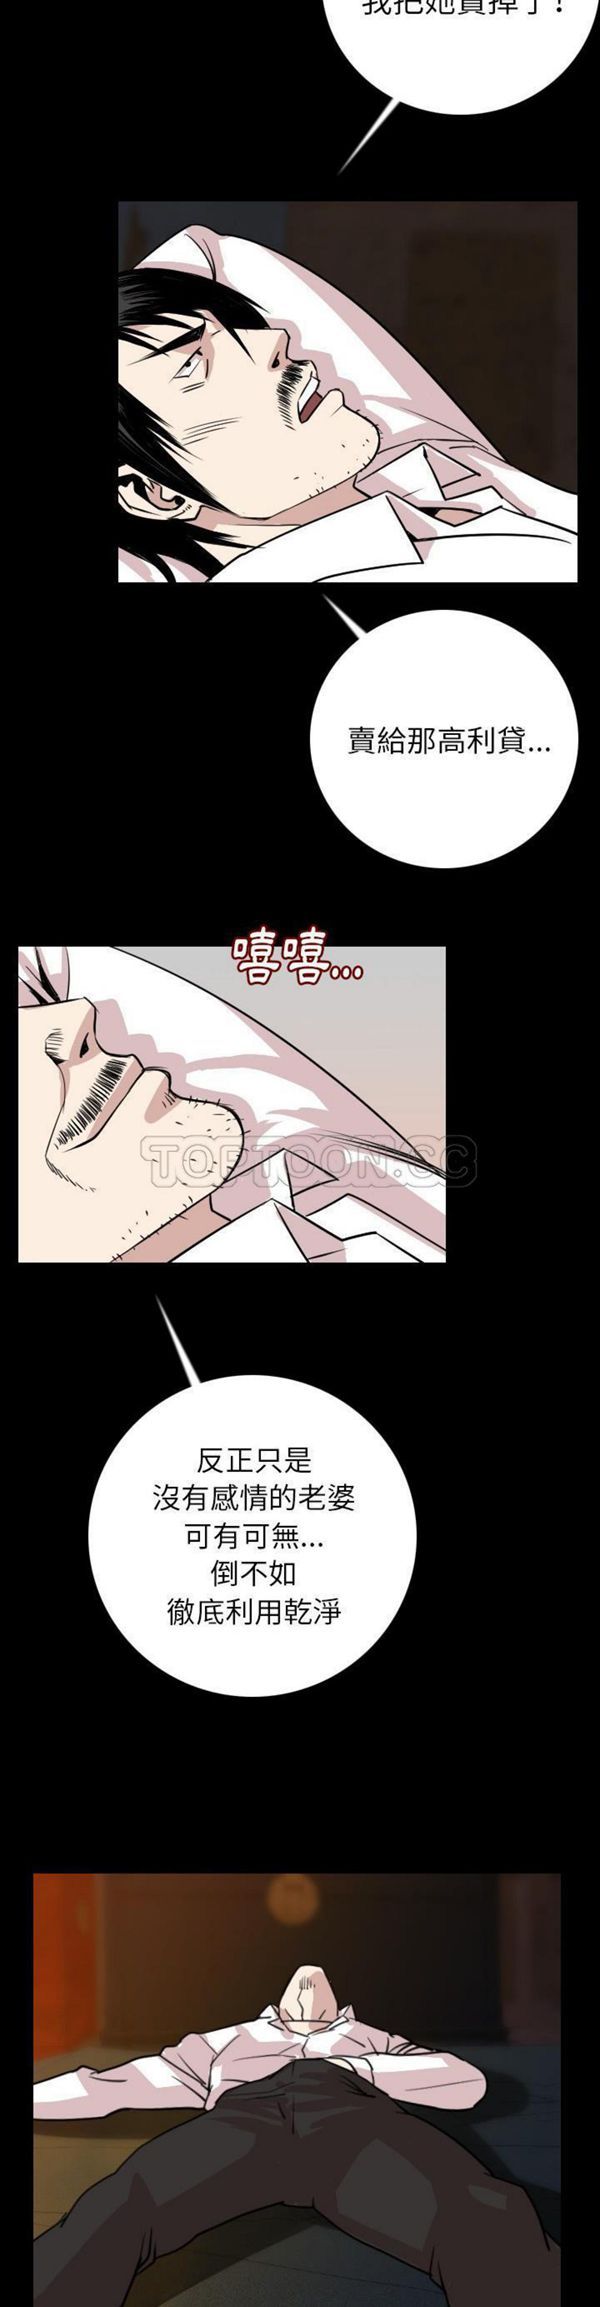 我把她賣掉了!
賣給那高利貸...
嘻嘻...
TOPTOON.CC
反正只是
沒有感情的老婆
可有可無...
倒不如
徹底利用乾淨